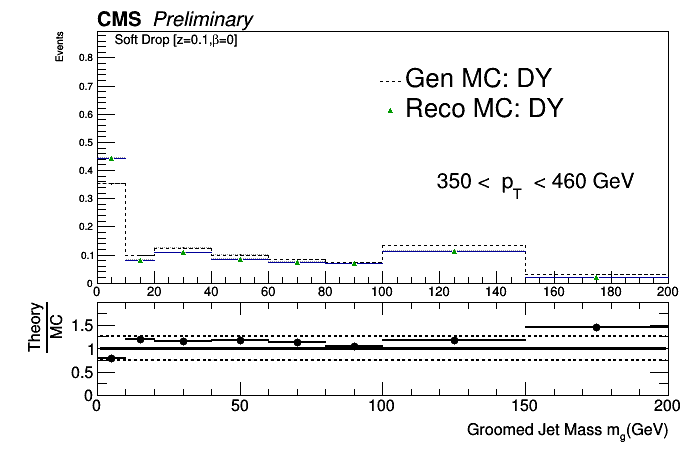 CMS Preliminary
Events
Soft Drop [z=0.1,β=0]
Gen MC: DY
Reco MC: DY
350 < p_T < 460 GeV
0.8
0.7
0.6
0.5
0.4
0.3
0.2
0.1
0
0 20 40 60 80 100 120 140 160 180 200
Theory
MC
1.5
1
0.5
0
0 50 100 150 200
Groomed Jet Mass m_g(GeV)